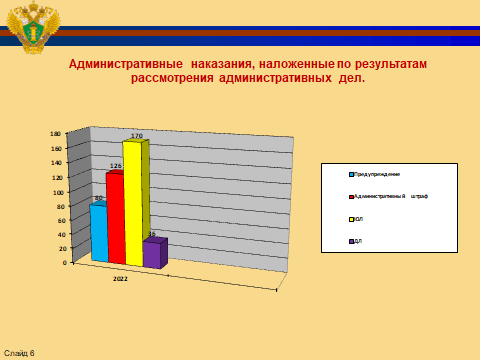 Административные наказания, наложенные по результатам
рассмотрения административных дел.
180
160
140
120
100
80
60
40
20
0
80
126
170
36
2022
Предупреждение
Административный штраф
ЮЛ
ДЛ
Слайд 6